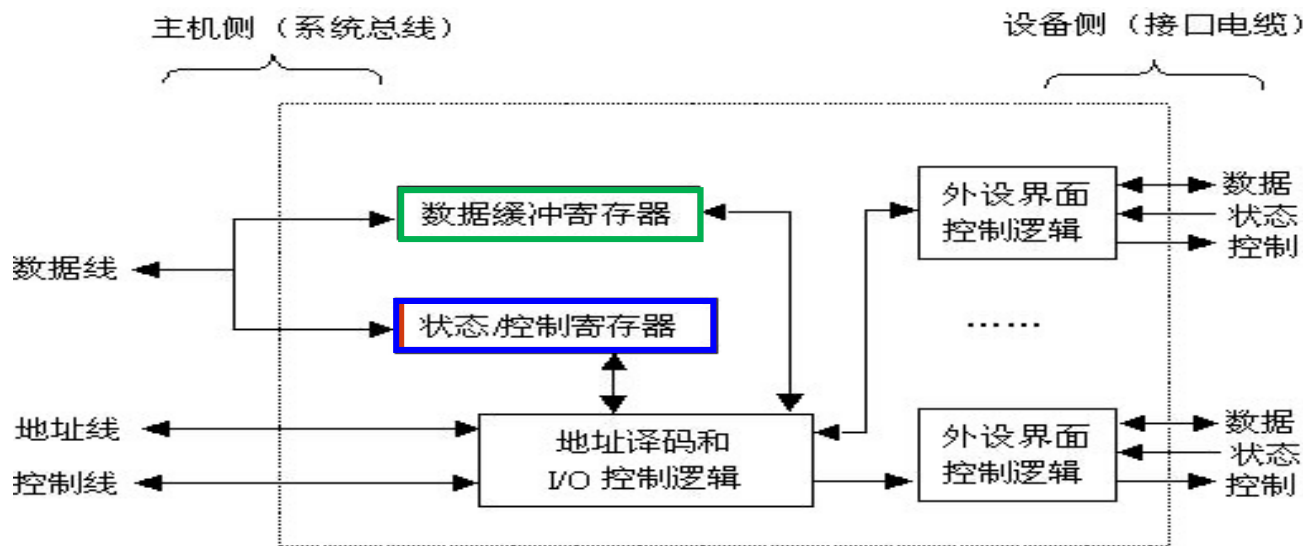 主机侧（系统总线）
设备侧（接口电缆）
数据缓冲寄存器
外设界面
控制逻辑
数据
状态
控制
数据线
状态/控制寄存器
……
地址线
控制线
地址译码和
I/O 控制逻辑
外设界面
控制逻辑
数据
状态
控制